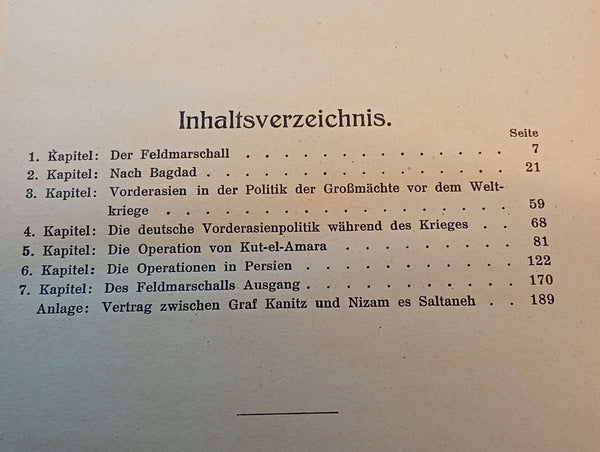 Inhaltsverzeichnis.
Seite
1. Kapitel: Der Feldmarschall . . . . . . . . . . . . . . 7
2. Kapitel: Nach Bagdad . . . . . . . . . . . . . . . . 21
3. Kapitel: Vorderasien in der Politik der Großmächte vor dem Welt-
kriege . . . . . . . . . . . . . . . . . . . . 59
4. Kapitel: Die deutsche Vorderasienpolitik während des Krieges . . 68
5. Kapitel: Die Operation von Kut-el-Amara . . . . . . . . . 81
6. Kapitel: Die Operationen in Persien . . . . . . . . . . . 122
7. Kapitel: Des Feldmarschalls Ausgang . . . . . . . . . . . 170
Anlage: Vertrag zwischen Graf Kanitz und Nizam es Saltaneh . . 189